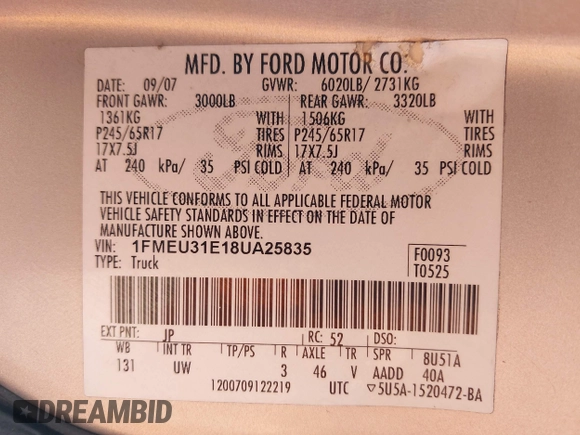 MFD. BY FORD MOTOR CO.
DATE: 09/07 GVWR: 6020LB/ 2731KG
FRONT GAWR: 3000LB REAR GAWR: 3320LB
1361KG WITH 1506KG WITH
P245/65R17 TIRES P245/65R17 TIRES
17X7.5J RIMS 17X7.5J RIMS
AT 240 kPa/ 35 PSI COLD AT 240 kPa/ 35 PSI COLD
THIS VEHICLE CONFORMS TO ALL APPLICABLE FEDERAL MOTOR
VEHICLE SAFETY STANDARDS IN EFFECT ON THE DATE OF
MANUFACTURE SHOWN ABOVE.
VIN: 1FMEU31E18UA25835 F0093
TYPE: Truck T0525
EXT PNT: JP RC: 52 DSO:
WB INT TR TP/PS R AXLE TR SPR 8U51A
131 UW 3 46 V AADD 40A
1200709122219 UTC ▽5U5A-1520472-BA
DREAMBID